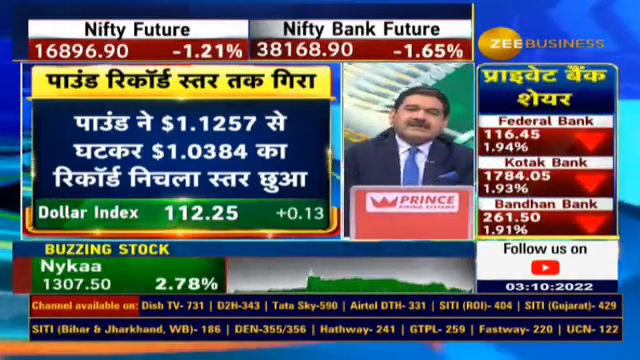 Nifty Future
16896.90 -1.21%
Nifty Bank Future
38168.90 -1.65%
ZEE BUSINESS
पाउंड रिकॉर्ड स्तर तक गिरा
पाउंड ने $1.1257 से
घटकर $1.0384 का
रिकॉर्ड निचला स्तर छुआ
Dollar Index 112.25 +0.13
PRINCE
PIPING SYSTEMS
प्राइवेट बैंक
शेयर
Federal Bank
116.45
1.94%
Kotak Bank
1784.05
1.93%
Bandhan Bank
261.50
1.91%
BUZZING STOCK
Nykaa
1307.50 2.78%
Follow us on
03:10:2022
Channel available on: Dish TV- 731 | D2H-343 | Tata Sky-590 | Airtel DTH- 331 | SITI (ROI)- 404 | SITI (Gujarat)- 429
SITI (Bihar & Jharkhand, WB)- 186 | DEN-355/356 | Hathway- 241 | GTPL- 259 | Fastway- 220 | UCN- 122